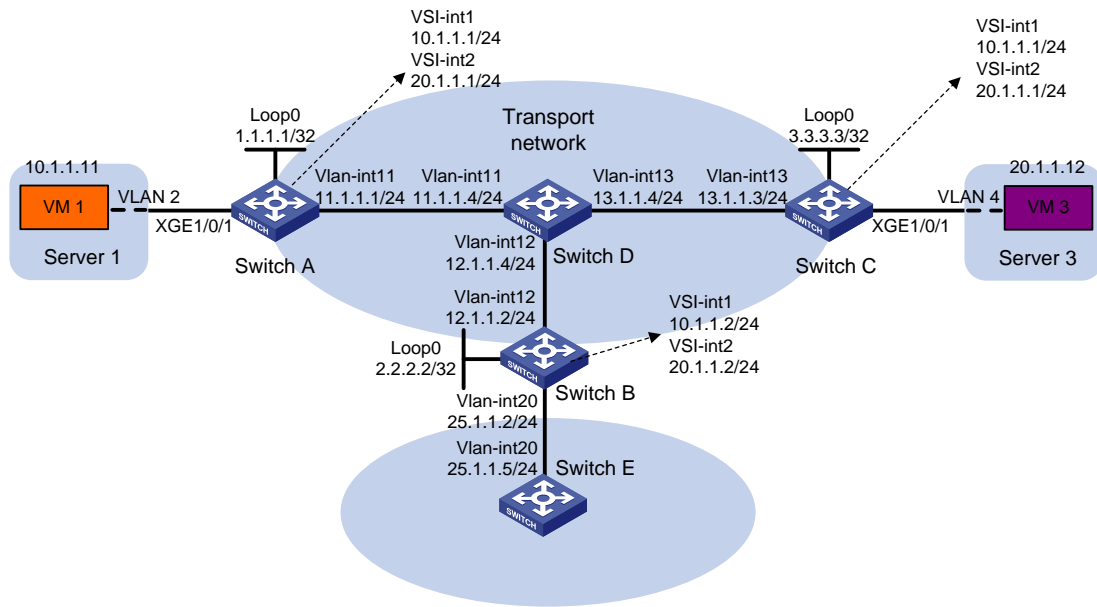 VSI-int1
10.1.1.1/24
VSI-int2
20.1.1.1/24
VSI-int1
10.1.1.1/24
VSI-int2
20.1.1.1/24
Transport
network
Loop0
1.1.1.1/32
Loop0
3.3.3.3/32
10.1.1.11
VM 1
VLAN 2
Server 1
XGE1/0/1
SWITCH
Switch A
Vlan-int11
11.1.1.1/24
Vlan-int11
11.1.1.4/24
SWITCH
Switch D
Vlan-int13
13.1.1.4/24
Vlan-int13
13.1.1.3/24
SWITCH
Switch C
XGE1/0/1
VLAN 4
20.1.1.12
VM 3
Server 3
Vlan-int12
12.1.1.4/24
Vlan-int12
12.1.1.2/24
VSI-int1
10.1.1.2/24
VSI-int2
20.1.1.2/24
Loop0
2.2.2.2/32
SWITCH
Switch B
Vlan-int20
25.1.1.2/24
Vlan-int20
25.1.1.5/24
Switch E
SWITCH